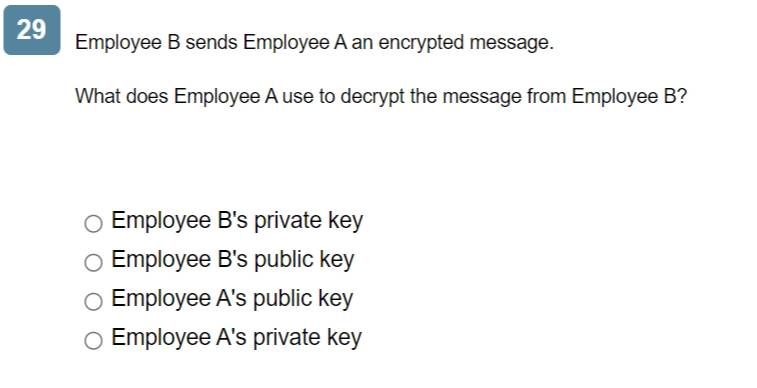 29
Employee B sends Employee A an encrypted message.
What does Employee A use to decrypt the message from Employee B?
Employee B's private key
Employee B's public key
Employee A's public key
Employee A's private key